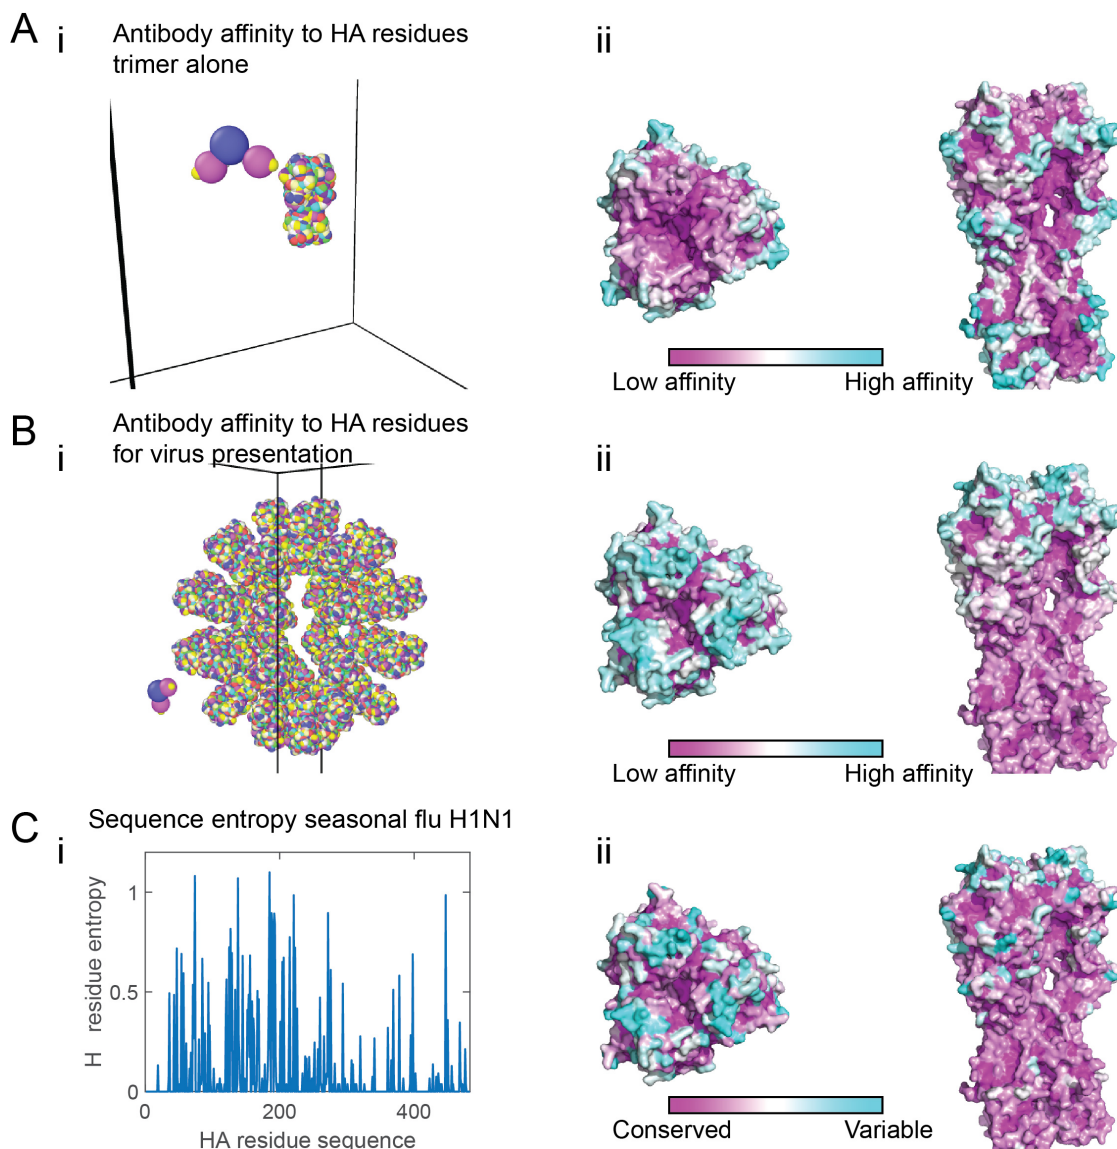 A
i
Antibody affinity to HA residues
trimer alone
ii
Low affinity
High affinity
B
i
Antibody affinity to HA residues
for virus presentation
ii
Low affinity
High affinity
C
Sequence entropy seasonal flu H1N1
i
ii
H residue entropy
1
0.5
0
0
200
400
HA residue sequence
Conserved
Variable